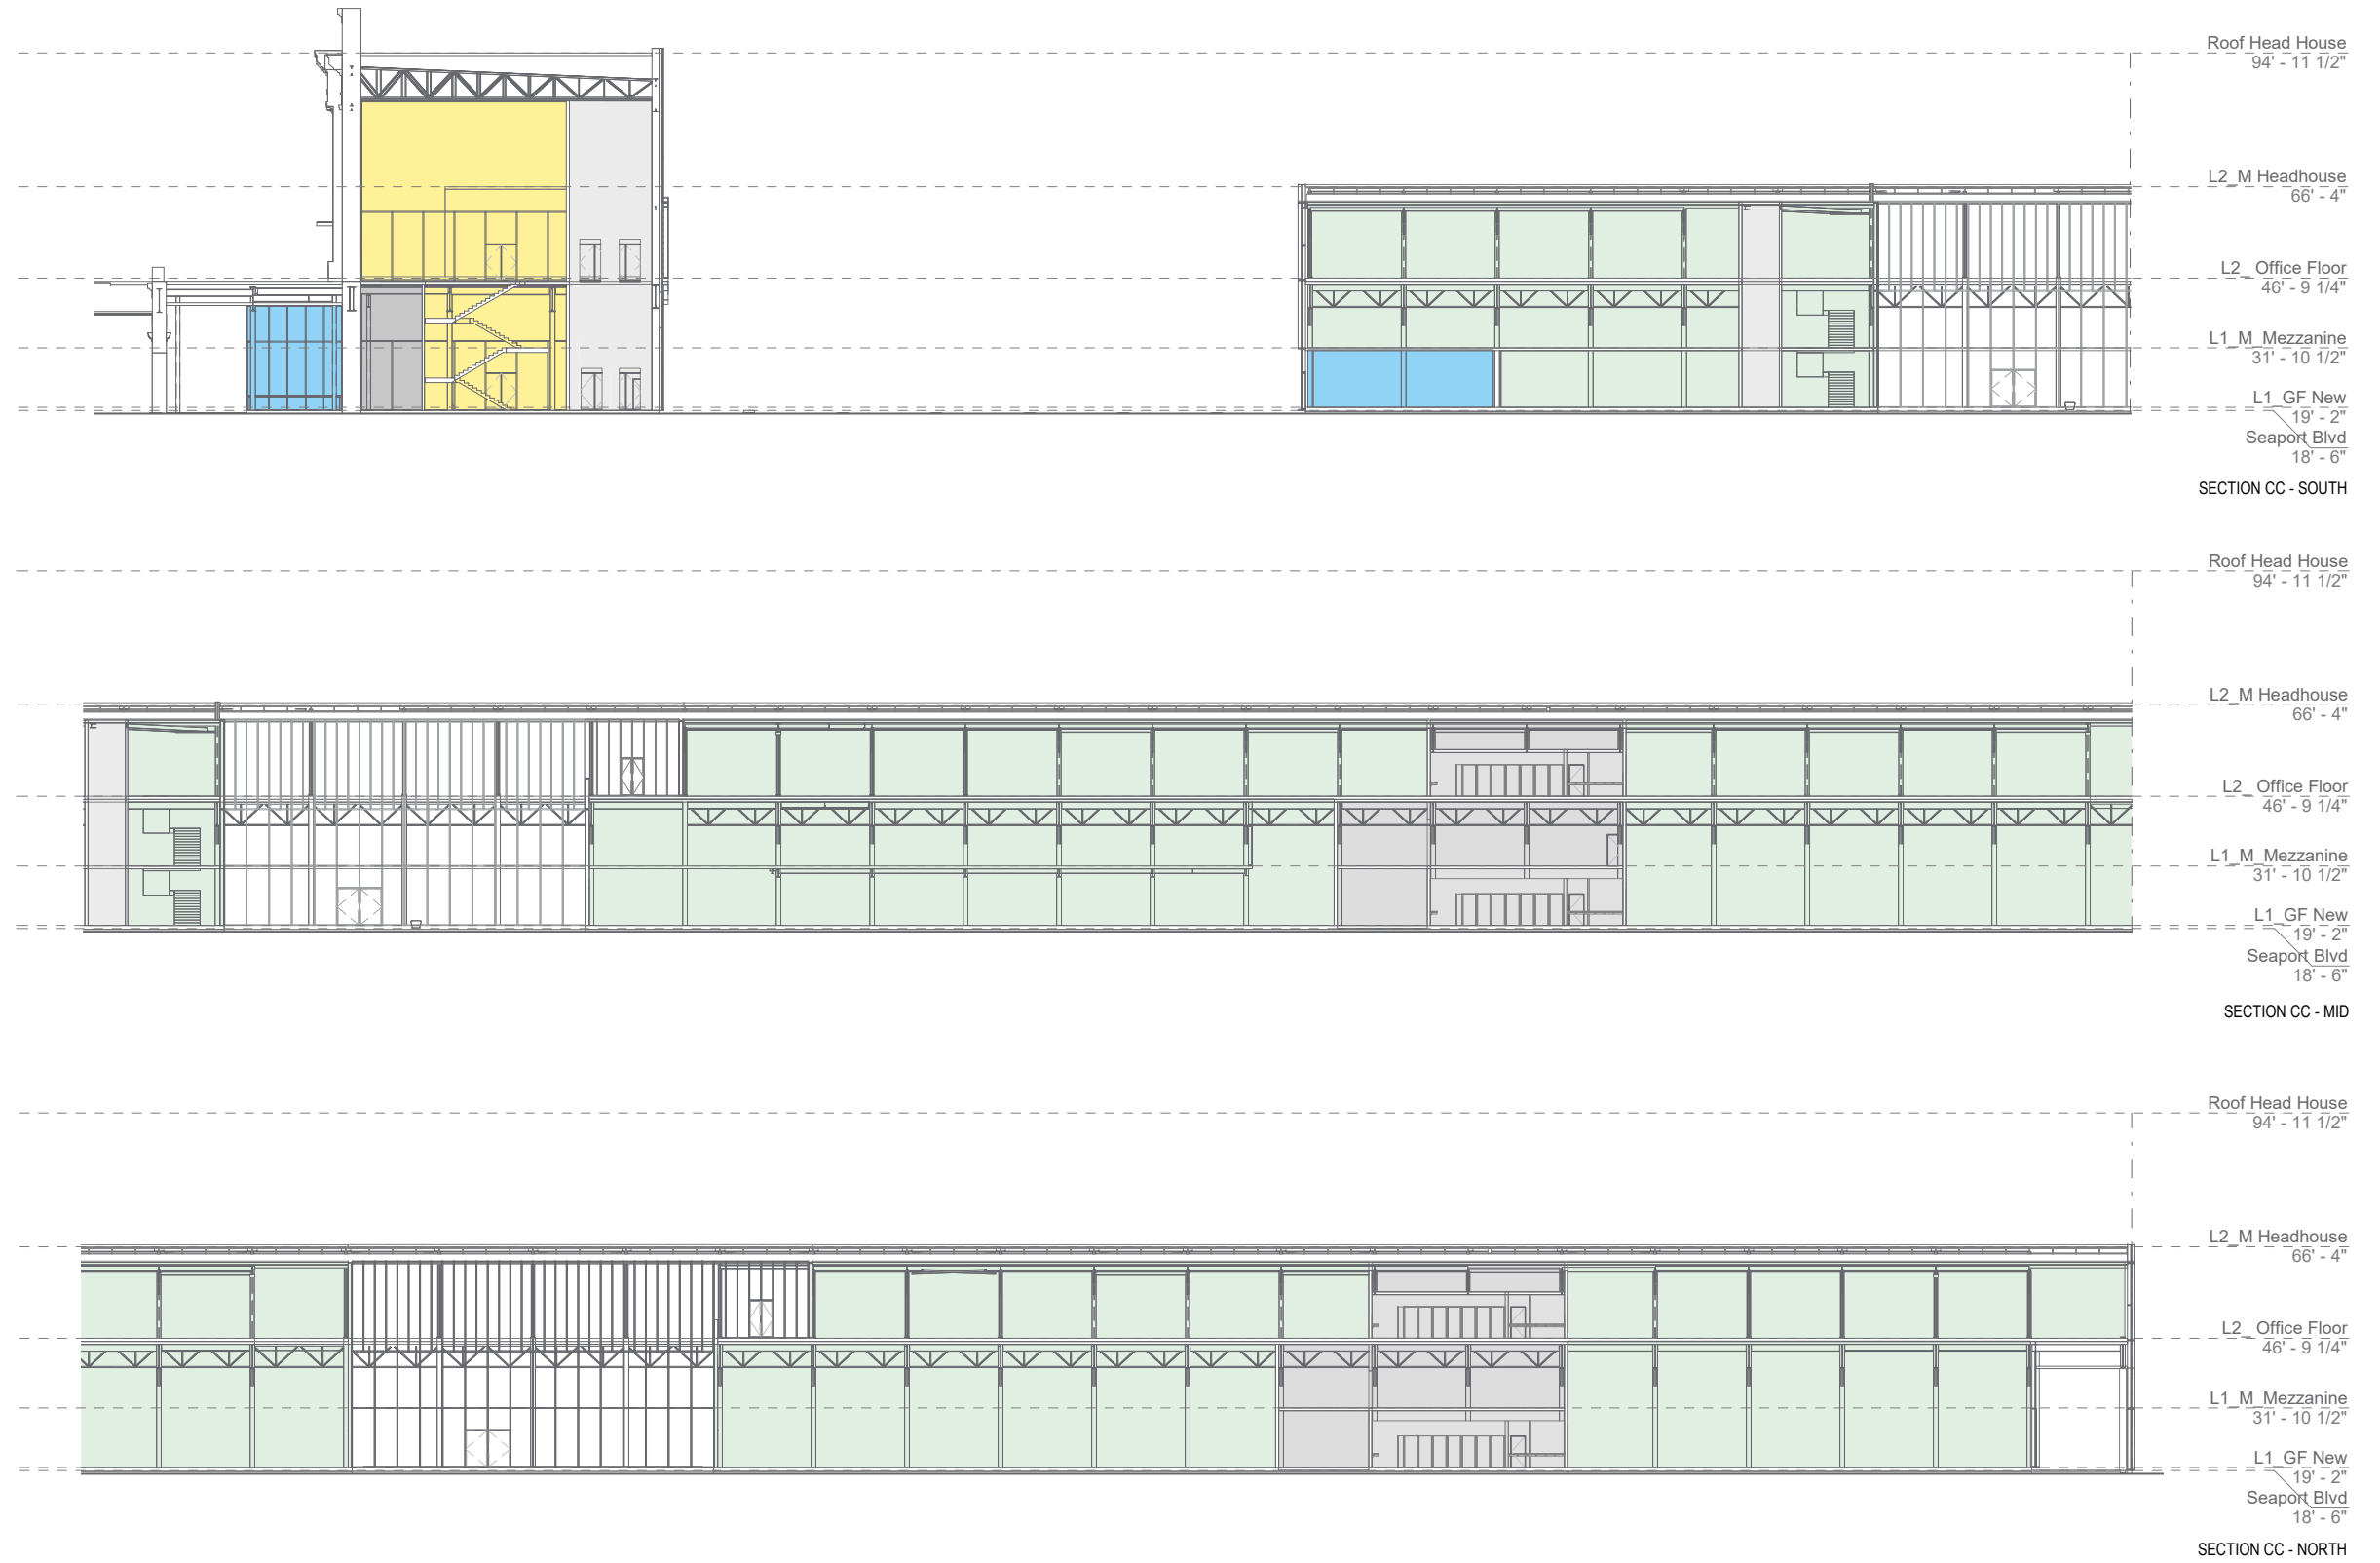 Roof Head House
94' - 11 1/2"
L2_M Headhouse
66' - 4"
L2_ Office Floor
46' - 9 1/4"
L1_M_Mezzanine
31' - 10 1/2"
L1_GF New
19' - 2"
Seaport Blvd
18' - 6"
SECTION CC - SOUTH
Roof Head House
94' - 11 1/2"
L2_M Headhouse
66' - 4"
L2_ Office Floor
46' - 9 1/4"
L1_M_Mezzanine
31' - 10 1/2"
L1_GF New
19' - 2"
Seaport Blvd
18' - 6"
SECTION CC - MID
Roof Head House
94' - 11 1/2"
L2_M Headhouse
66' - 4"
L2_ Office Floor
46' - 9 1/4"
L1_M_Mezzanine
31' - 10 1/2"
L1_GF New
19' - 2"
Seaport Blvd
18' - 6"
SECTION CC - NORTH